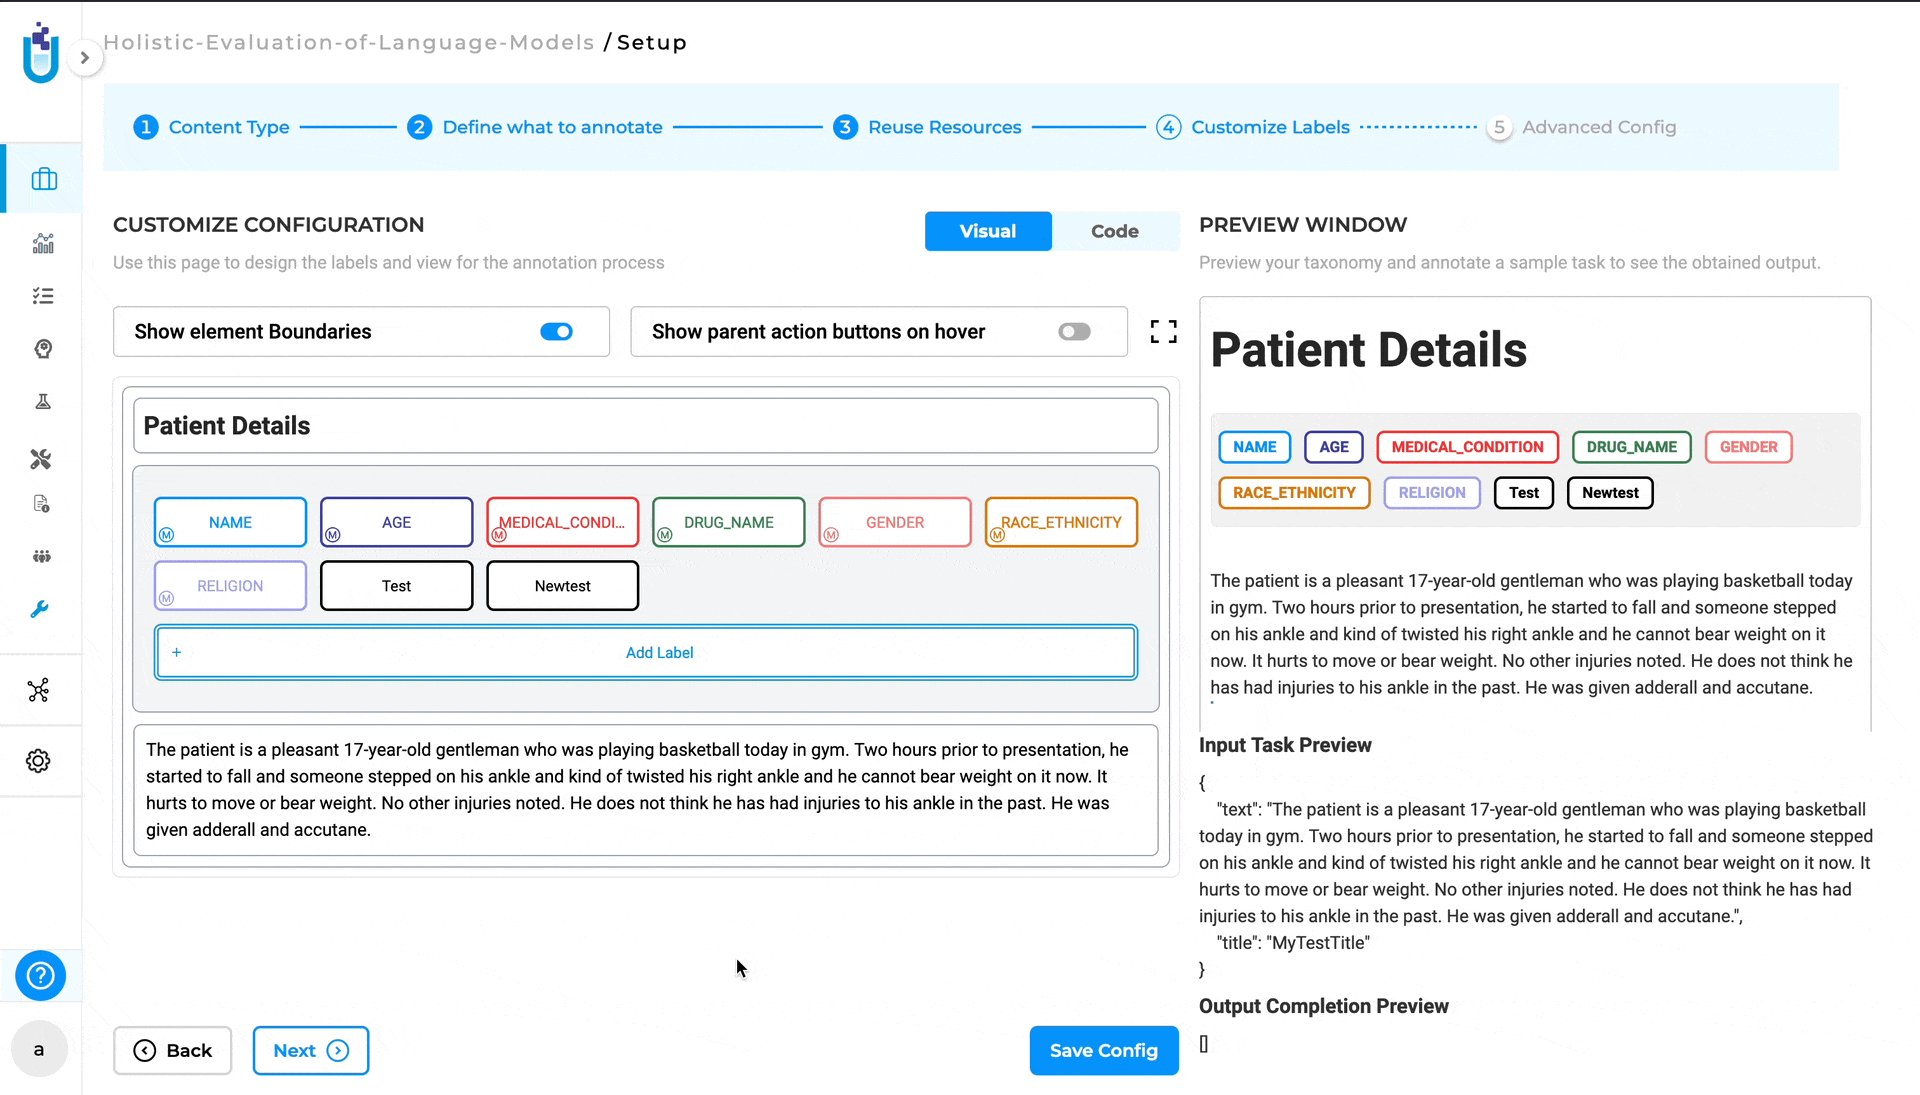 Holistic-Evaluation-of-Language-Models / Setup
1 Content Type
2 Define what to annotate
3 Reuse Resources
4 Customize Labels
5 Advanced Config
CUSTOMIZE CONFIGURATION
Visual
Code
Use this page to design the labels and view for the annotation process
Show element Boundaries
Show parent action buttons on hover
Patient Details
NAME
M
AGE
M
MEDICAL_CONDI...
M
DRUG_NAME
M
GENDER
M
RACE_ETHNICITY
M
RELIGION
M
Test
Newtest
+ Add Label
The patient is a pleasant 17-year-old gentleman who was playing basketball today in gym. Two hours prior to presentation, he
started to fall and someone stepped on his ankle and kind of twisted his right ankle and he cannot bear weight on it now. It
hurts to move or bear weight. No other injuries noted. He does not think he has had injuries to his ankle in the past. He was
given adderall and accutane.
Back
Next
Save Config
PREVIEW WINDOW
Preview your taxonomy and annotate a sample task to see the obtained output.
Patient Details
NAME AGE MEDICAL_CONDITION DRUG_NAME GENDER
RACE_ETHNICITY RELIGION Test Newtest
The patient is a pleasant 17-year-old gentleman who was playing basketball today
in gym. Two hours prior to presentation, he started to fall and someone stepped
on his ankle and kind of twisted his right ankle and he cannot bear weight on it
now. It hurts to move or bear weight. No other injuries noted. He does not think he
has had injuries to his ankle in the past. He was given adderall and accutane.
Input Task Preview
{
"text": "The patient is a pleasant 17-year-old gentleman who was playing basketball
today in gym. Two hours prior to presentation, he started to fall and someone stepped
on his ankle and kind of twisted his right ankle and he cannot bear weight on it now. It
hurts to move or bear weight. No other injuries noted. He does not think he has had
injuries to his ankle in the past. He was given adderall and accutane.",
"title": "MyTestTitle"
}
Output Completion Preview
[]
?
a